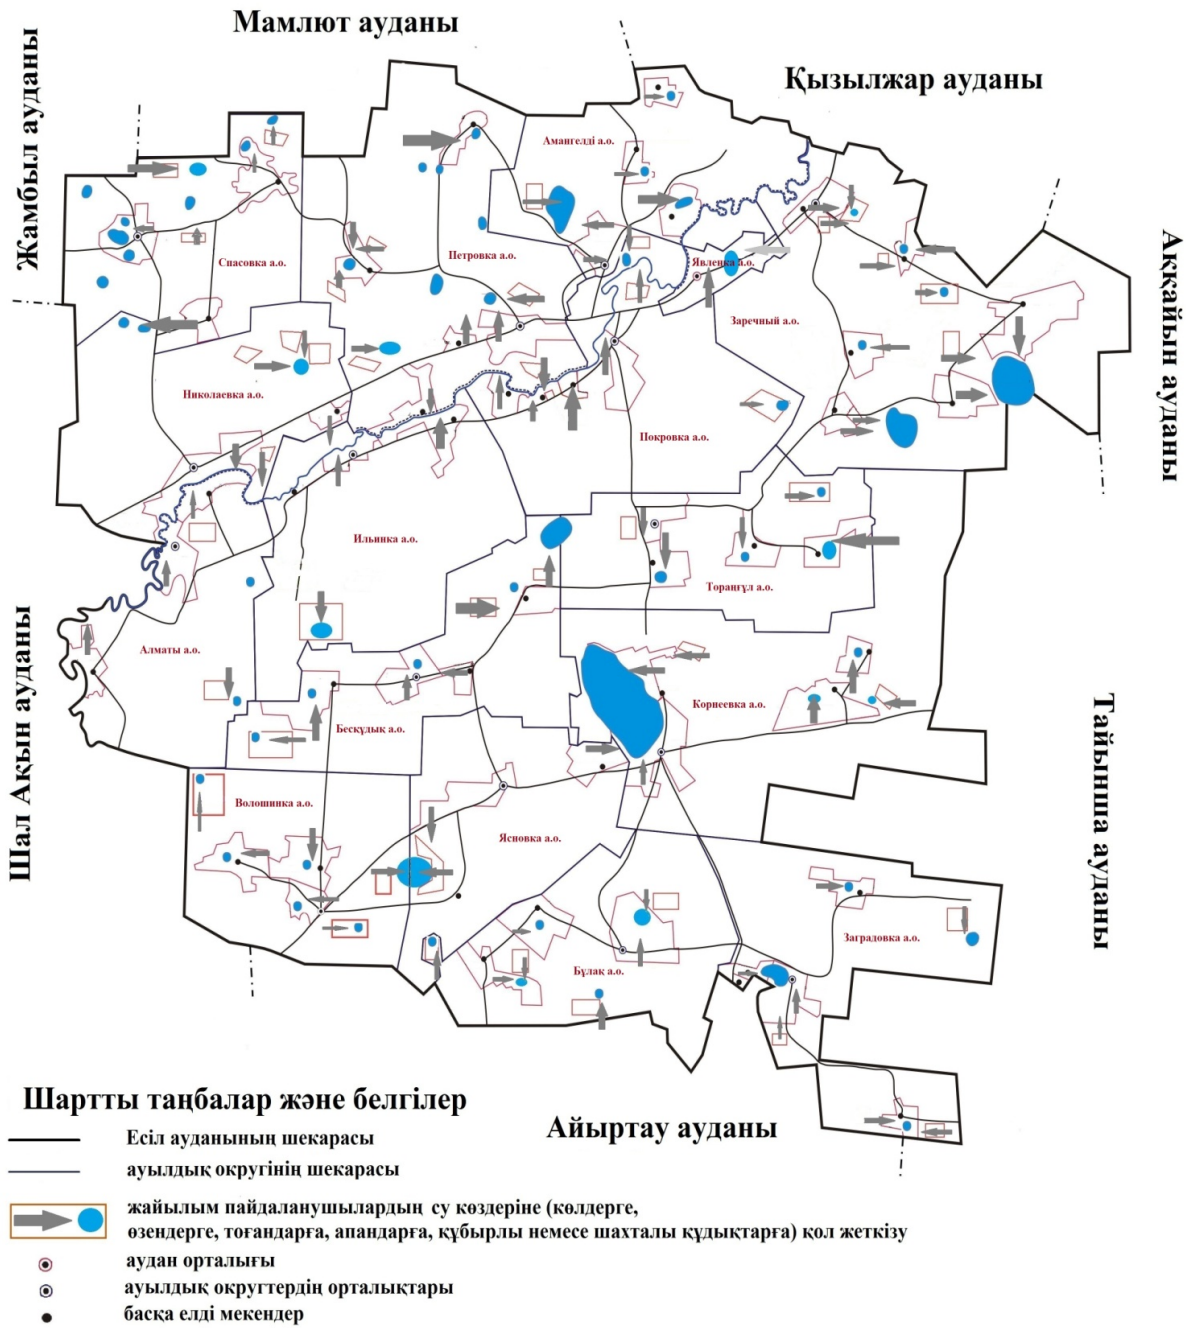 Мамлют ауданы
Қызылжар ауданы
Жамбыл ауданы
Аққайын ауданы
Амангелді а.о.
Спасовка а.о.
Петровка а.о.
Явленка а.о.
Заречный а.о.
Николаевка а.о.
Покровка а.о.
Ильинка а.о.
Тораңғұл а.о.
Шал Ақын ауданы
Алматы а.о.
Корнеевка а.о.
Бесқұдық а.о.
Тайынша ауданы
Волошинка а.о.
Ясновка а.о.
Заградовка а.о.
Бұлақ а.о.
Шартты таңбалар және белгілер
Айыртау ауданы
Есіл ауданының шекарасы
ауылдық округінің шекарасы
жайылым пайдаланушылардың су көздеріне (көлдерге,
өзендерге, тоғандарға, апандарға, құбырлы немесе шахталы құдықтарға) қол жеткізу
аудан орталығы
ауылдық округтердің орталықтары
басқа елді мекендер